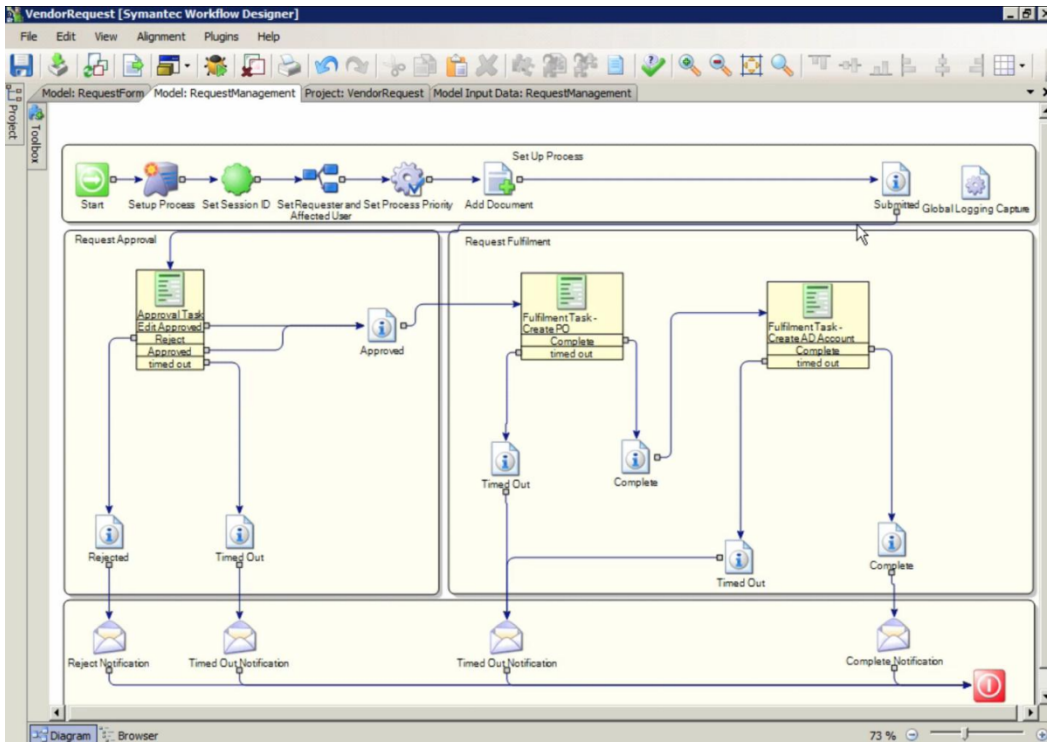 VendorRequest [Symantec Workflow Designer]
File Edit View Alignment Plugins Help
Model: RequestForm Model: RequestManagement Project: VendorRequest Model Input Data: RequestManagement
Project
Toolbox
Set Up Process
Start Setup Process Set Session ID Set Requester and Set Process Priority Add Document Submitted Global Logging Capture
Affected User
Request Approval
Approval Task
Edit Approved
Reject
Approved
timed out
Approved
Rejected Timed Out
Request Fulfilment
Fulfilment Task -
Create PO
Complete
timed out
Fulfilment Task -
Create AD Account
Complete
timed out
Timed Out Complete
Timed Out Complete
Reject Notification Timed Out Notification Timed Out Notification Complete Notification
Diagram Browser 73 %